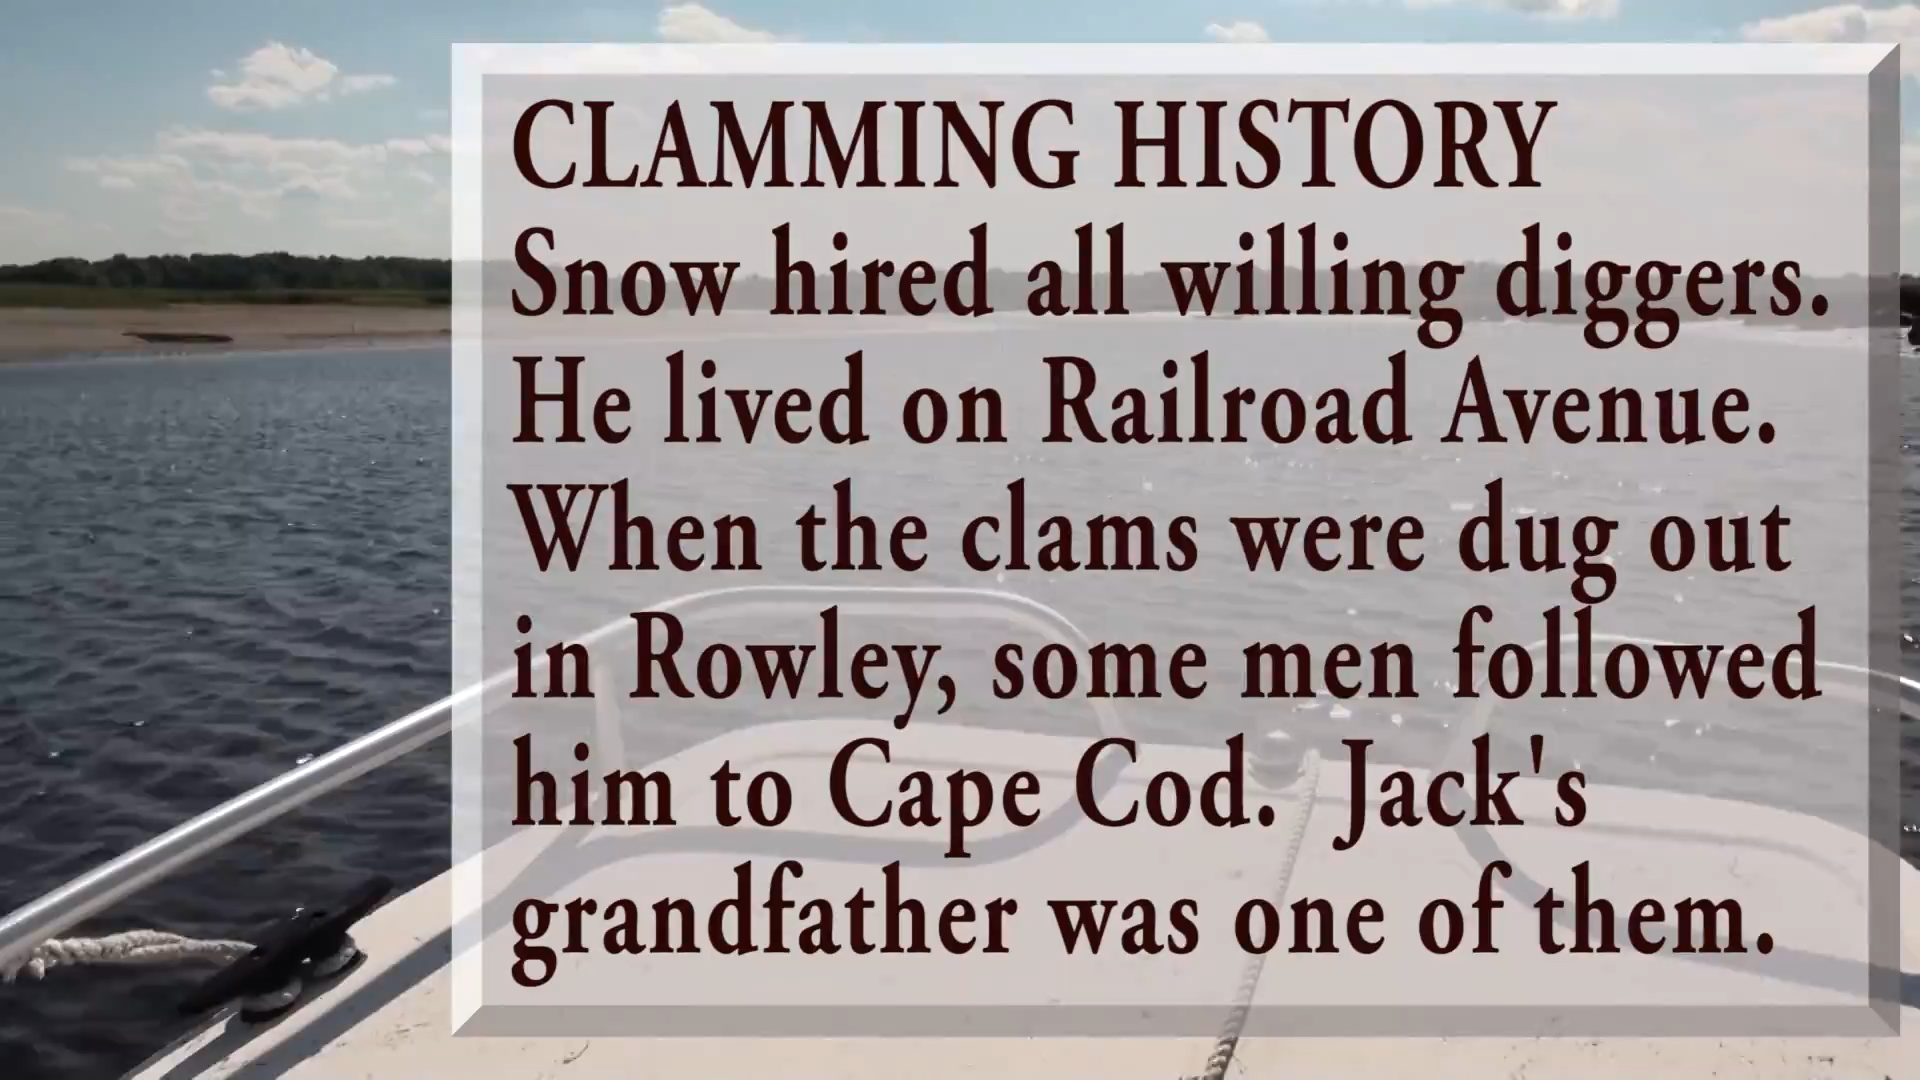 CLAMMING HISTORY
Snow hired all willing diggers.
He lived on Railroad Avenue.
When the clams were dug out
in Rowley, some men followed
him to Cape Cod.  Jack's
grandfather was one of them.